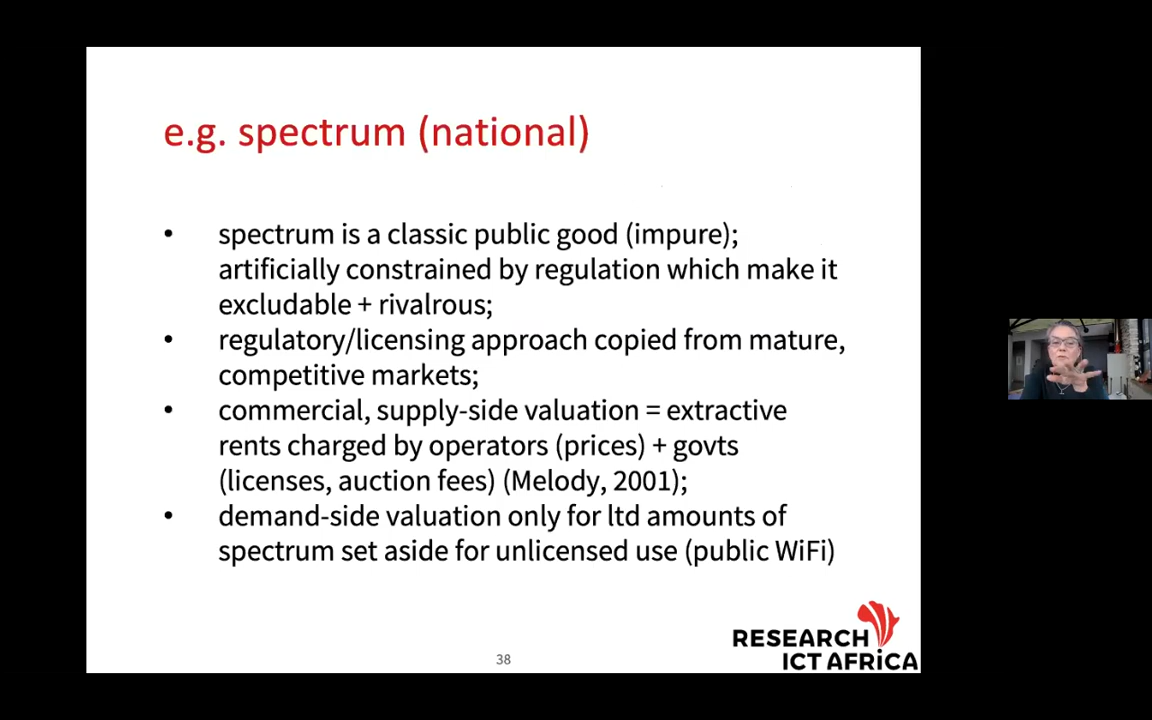 e.g. spectrum (national)
• spectrum is a classic public good (impure);
artificially constrained by regulation which make it
excludable + rivalrous;
• regulatory/licensing approach copied from mature,
competitive markets;
• commercial, supply-side valuation = extractive
rents charged by operators (prices) + govts
(licenses, auction fees) (Melody, 2001);
• demand-side valuation only for ltd amounts of
spectrum set aside for unlicensed use (public WiFi)
RESEARCH
ICT AFRICA
38